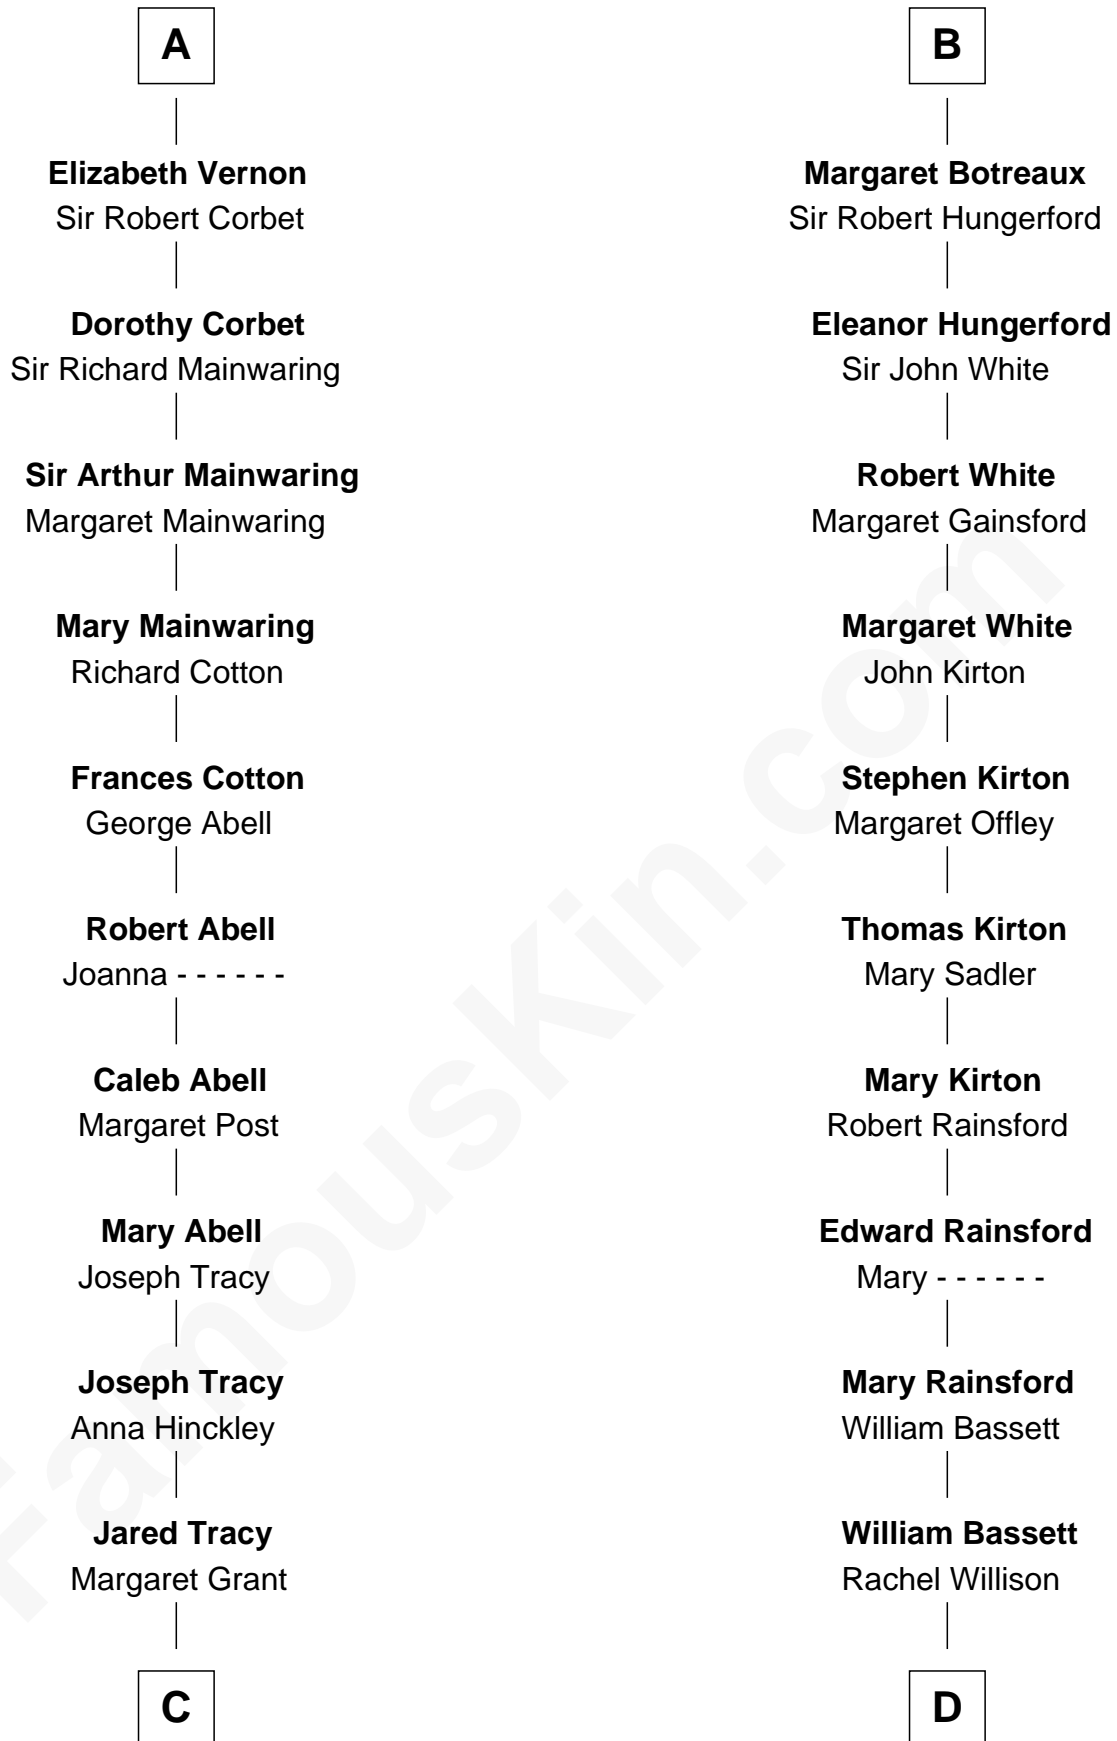 A
Elizabeth Vernon
Sir Robert Corbet
Dorothy Corbet
Sir Richard Mainwaring
Sir Arthur Mainwaring
Margaret Mainwaring
Mary Mainwaring
Richard Cotton
Frances Cotton
George Abell
Robert Abell
Joanna - - - - - -
Caleb Abell
Margaret Post
Mary Abell
Joseph Tracy
Joseph Tracy
Anna Hinckley
Jared Tracy
Margaret Grant
C
B
Margaret Botreaux
Sir Robert Hungerford
Eleanor Hungerford
Sir John White
Robert White
Margaret Gainsford
Margaret White
John Kirton
Stephen Kirton
Margaret Offley
Thomas Kirton
Mary Sadler
Mary Kirton
Robert Rainsford
Edward Rainsford
Mary - - - - - -
Mary Rainsford
William Bassett
William Bassett
Rachel Willison
D
FamousKin.com